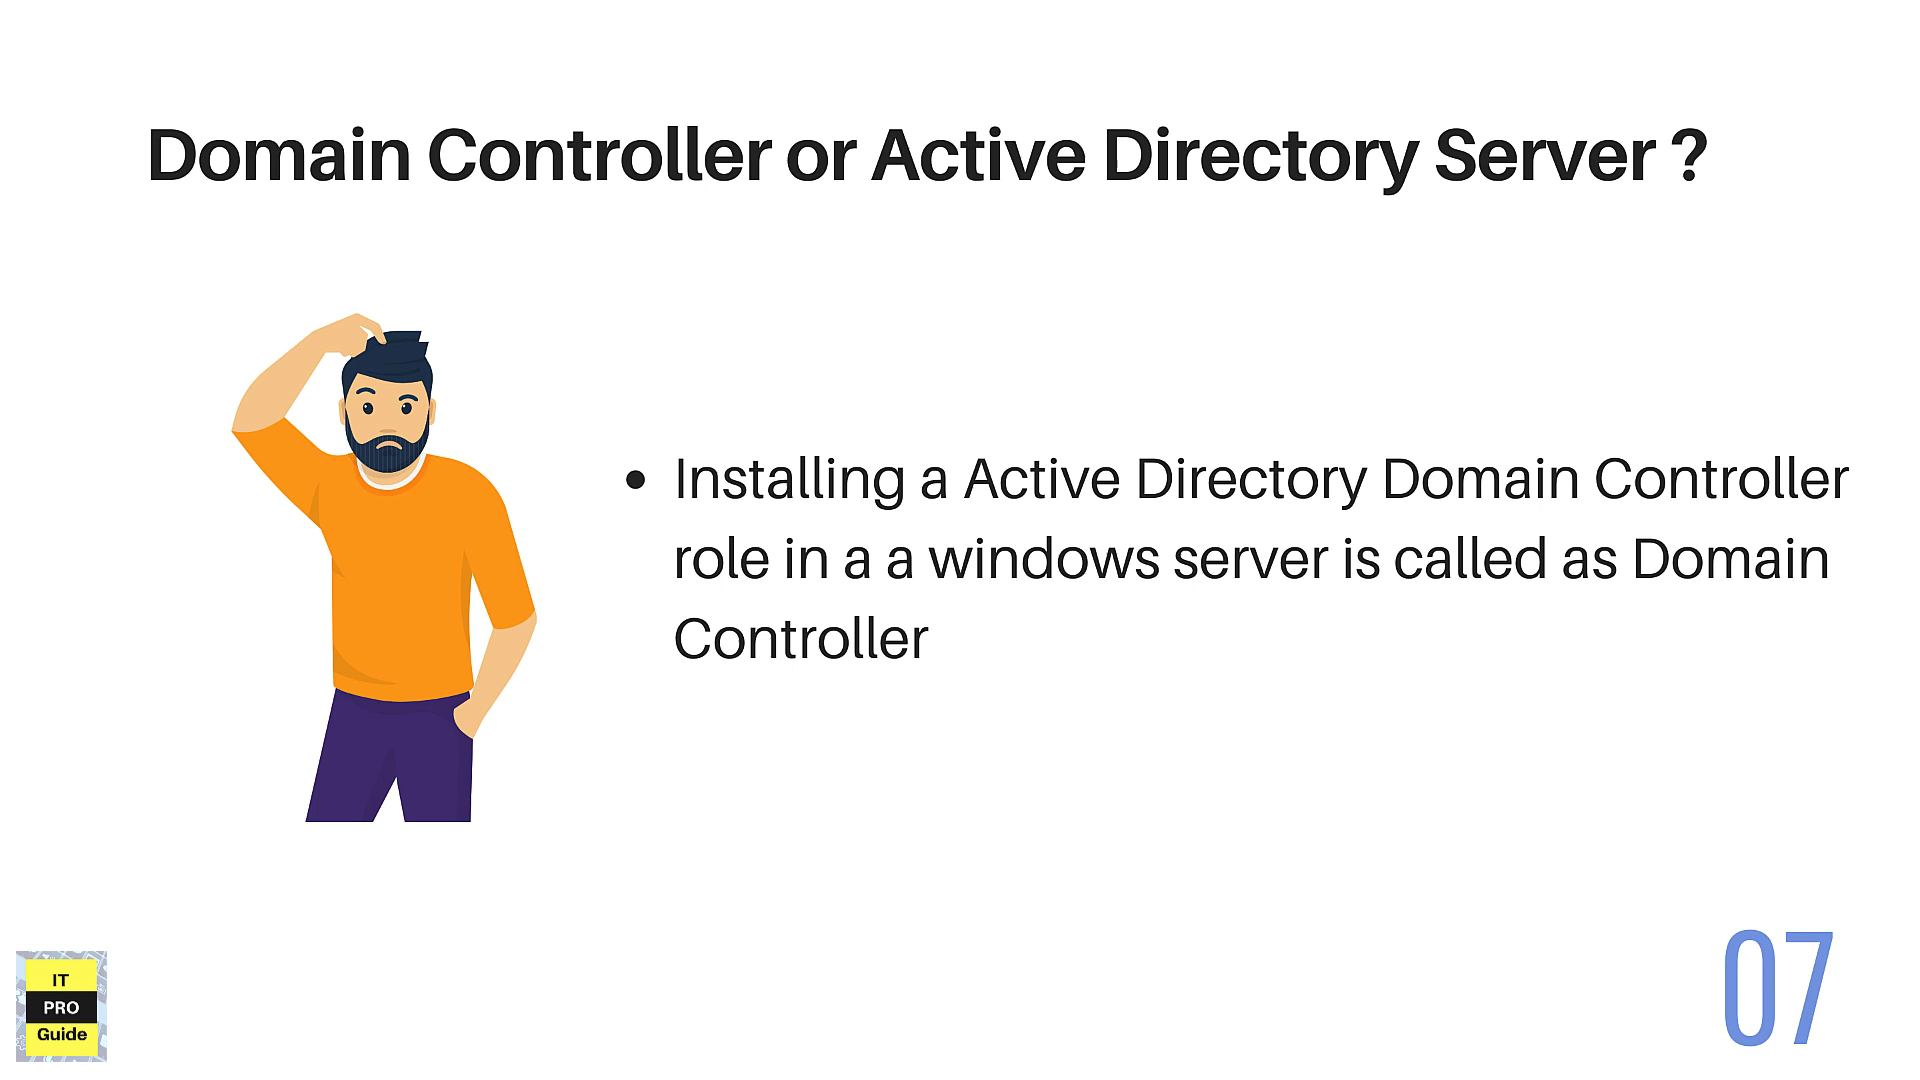 Domain Controller or Active Directory Server ?
• Installing a Active Directory Domain Controller
role in a a windows server is called as Domain
Controller
IT
PRO
Guide
07